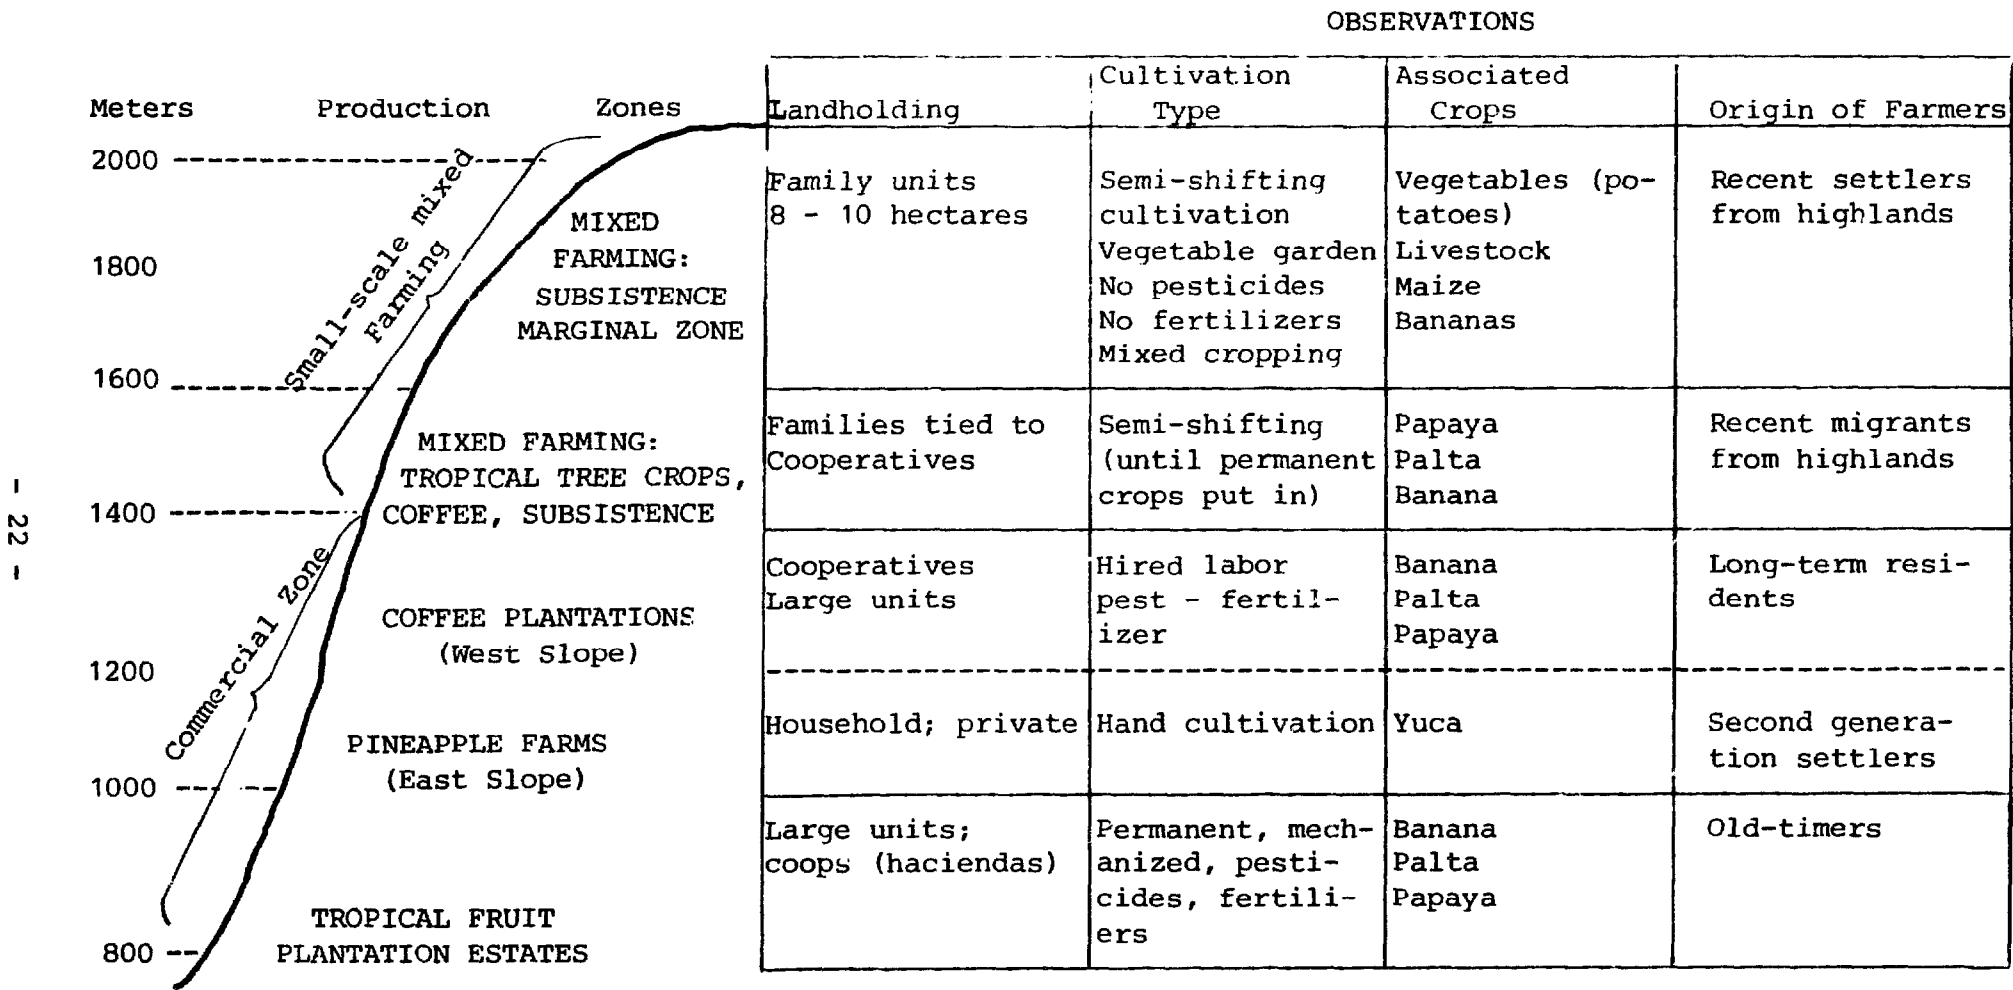 OBSERVATIONS
Meters Production Zones
Landholding
Cultivation
Type
Associated
Crops
Origin of Farmers
2000
1800
1600
1400
1200
1000
800
Small-scale mixed
Farming
Commercial Zone
MIXED
FARMING:
SUBSISTENCE
MARGINAL ZONE
Family units
8 - 10 hectares
Semi-shifting
cultivation
Vegetable garden
No pesticides
No fertilizers
Mixed cropping
Vegetables (po-
tatoes)
Livestock
Maize
Bananas
Recent settlers
from highlands
MIXED FARMING:
TROPICAL TREE CROPS,
COFFEE, SUBSISTENCE
Families tied to
Cooperatives
Semi-shifting
(until permanent
crops put in)
Papaya
Palta
Banana
Recent migrants
from highlands
COFFEE PLANTATIONS
(West Slope)
Cooperatives
Large units
Hired labor
pest - fertil-
izer
Banana
Palta
Papaya
Long-term resi-
dents
PINEAPPLE FARMS
(East Slope)
Household; private
Hand cultivation
Yuca
Second genera-
tion settlers
TROPICAL FRUIT
PLANTATION ESTATES
Large units;
coops (haciendas)
Permanent, mech-
anized, pesti-
cides, fertili-
ers
Banana
Palta
Papaya
Old-timers
- 22 -